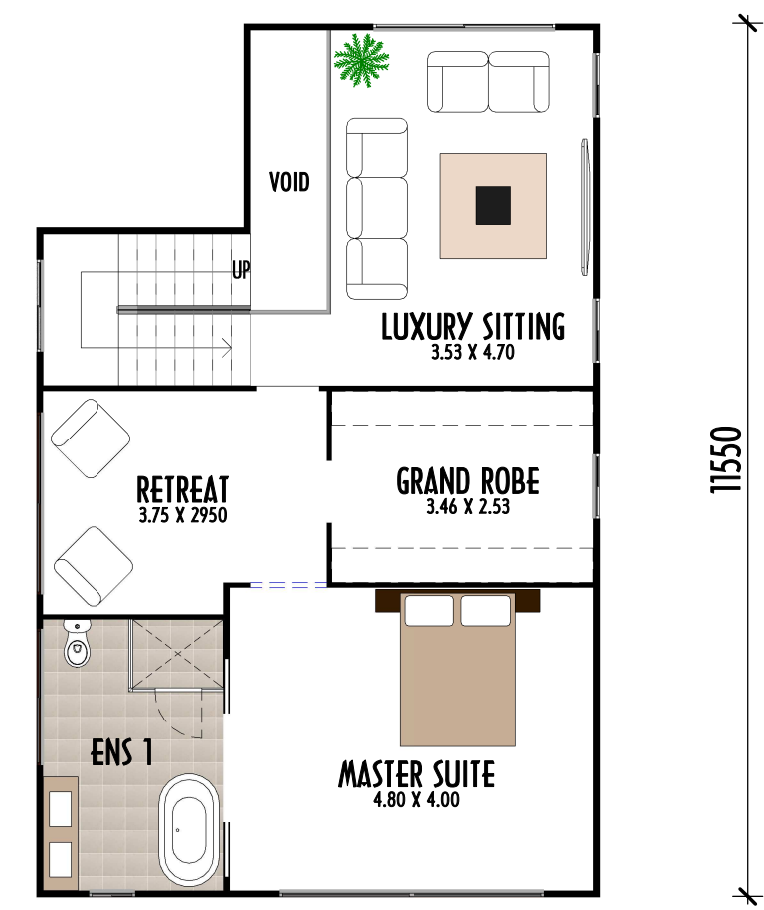 VOID
UP
LUXURY SITTING
3.53 X 4.70
11550
RETREAT
3.75 X 2950
GRAND ROBE
3.46 X 2.53
ENS 1
MASTER SUITE
4.80 X 4.00